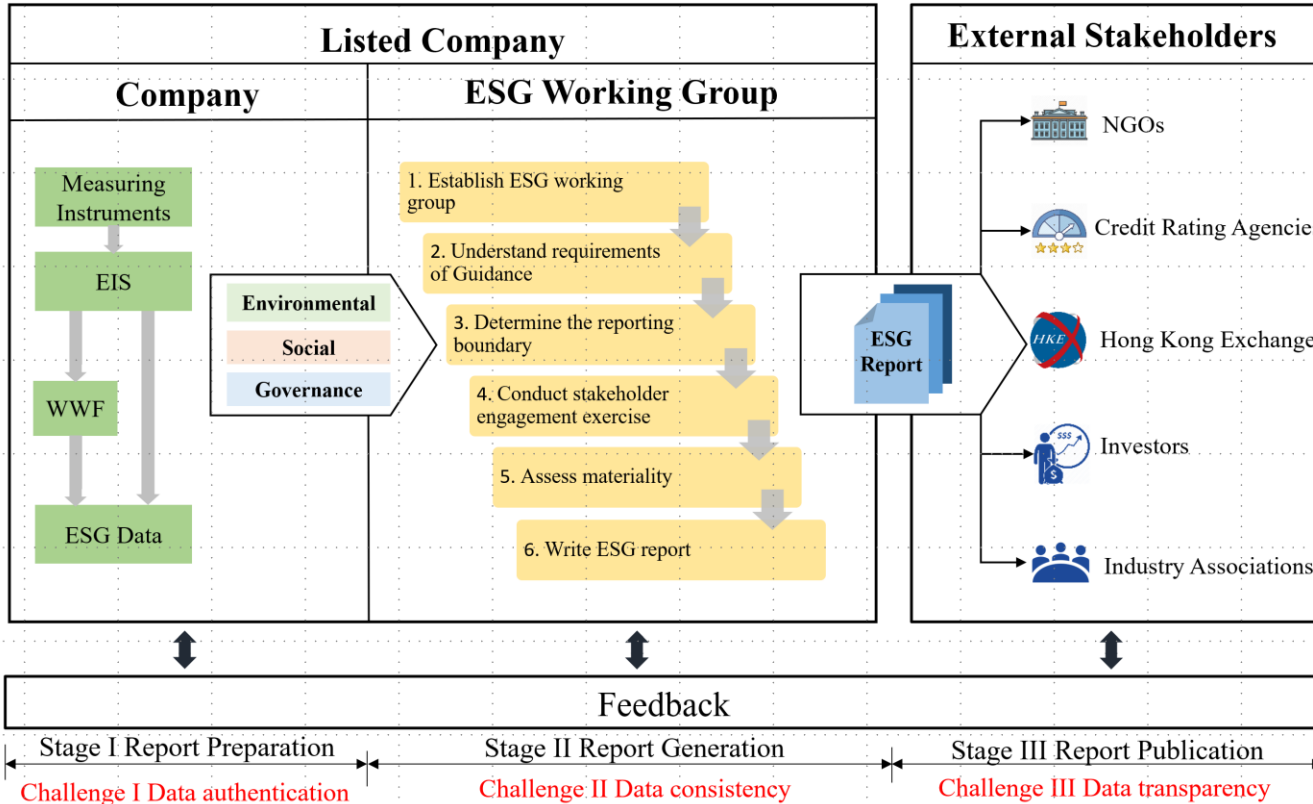 Listed Company
External Stakeholders
Company
ESG Working Group
Measuring
Instruments
EIS
WWF
ESG Data
Environmental
Social
Governance
1. Establish ESG working
group
2. Understand requirements
of Guidance
3. Determine the reporting
boundary
4. Conduct stakeholder
engagement exercise
5. Assess materiality
6. Write ESG report
ESG
Report
NGOs
Credit Rating Agencies
HKE
Hong Kong Exchange
$$$
$
Investors
Industry Associations
Feedback
Stage I Report Preparation
Stage II Report Generation
Stage III Report Publication
Challenge I Data authentication
Challenge II Data consistency
Challenge III Data transparency